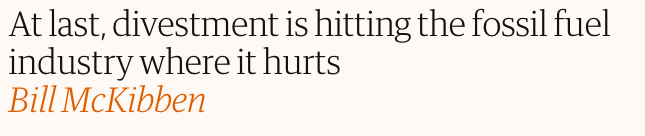 At last, divestment is hitting the fossil fuel
industry where it hurts
Bill McKibben